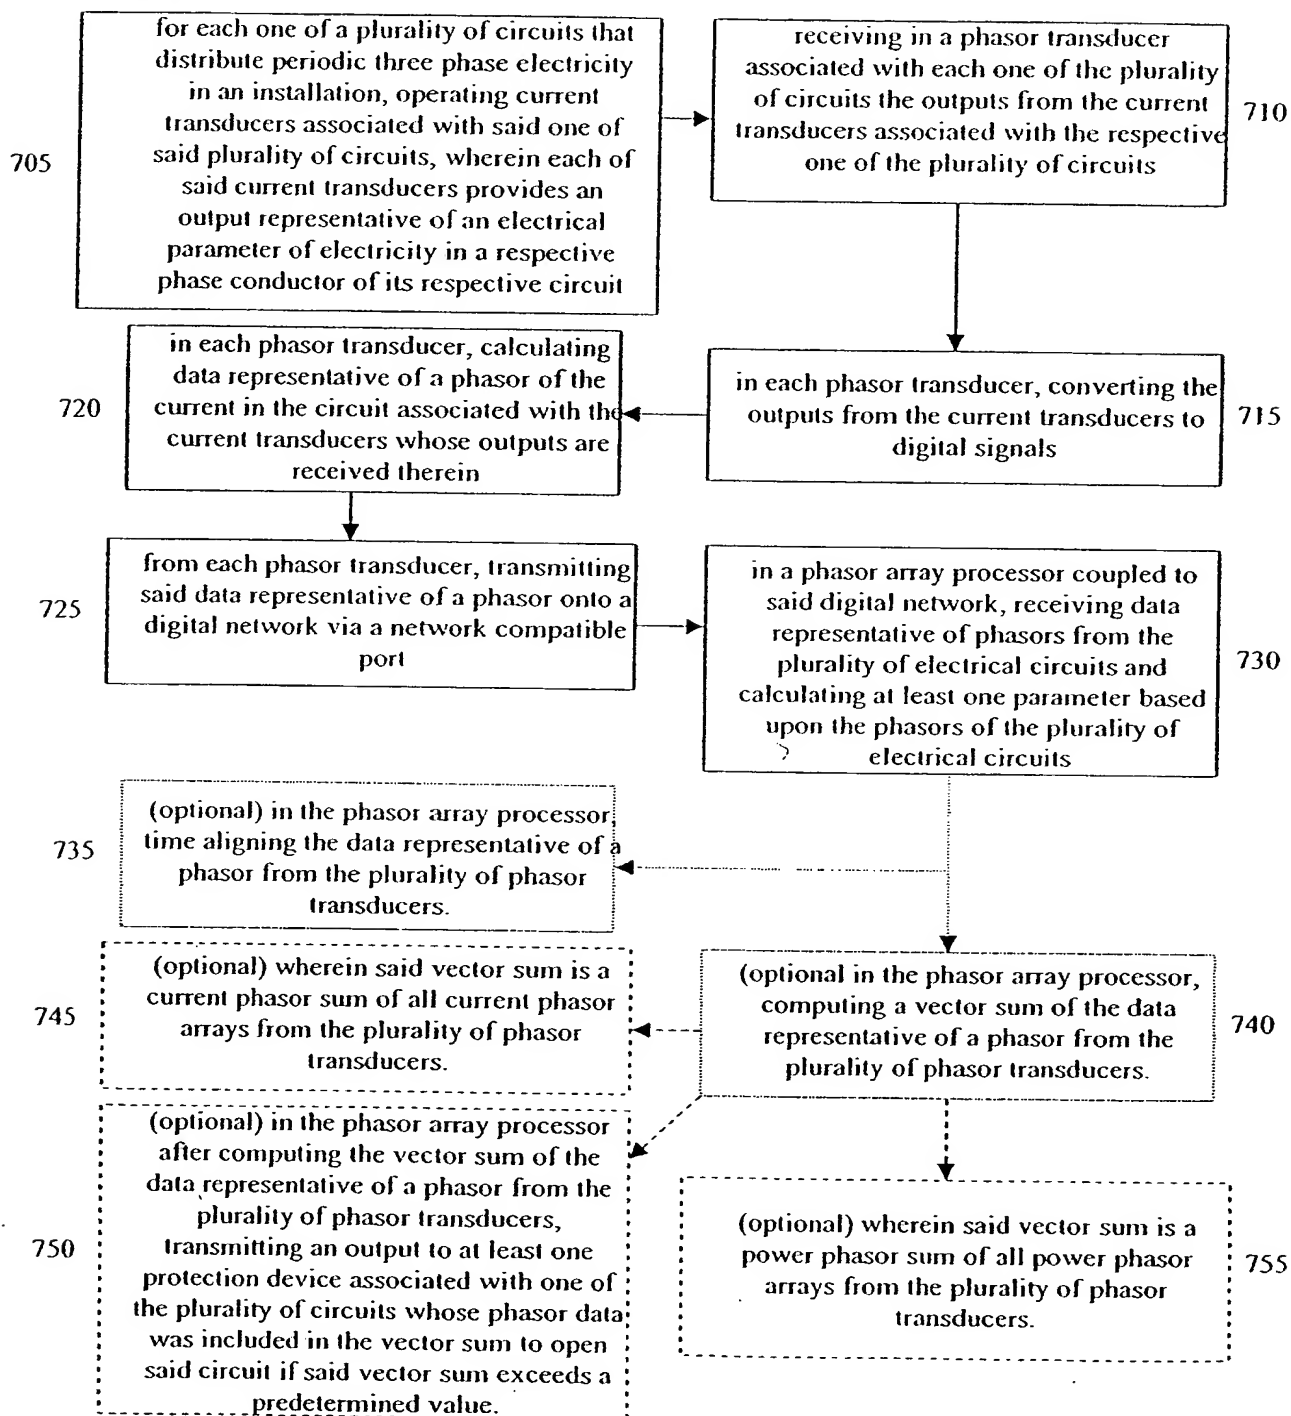 for each one of a plurality of circuits that
distribute periodic three phase electricity
in an installation, operating current
transducers associated with said one of
said plurality of circuits, wherein each of
said current transducers provides an
output representative of an electrical
parameter of electricity in a respective
phase conductor of its respective circuit
705
receiving in a phasor transducer
associated with each one of the plurality
of circuits the outputs from the current
transducers associated with the respective
one of the plurality of circuits
710
in each phasor transducer, converting the
outputs from the current transducers to
digital signals
715
in each phasor transducer, calculating
data representative of a phasor of the
current in the circuit associated with the
current transducers whose outputs are
received therein
720
from each phasor transducer, transmitting
said data representative of a phasor onto a
digital network via a network compatible
port
725
in a phasor array processor coupled to
said digital network, receiving data
representative of phasors from the
plurality of electrical circuits and
calculating at least one parameter based
upon the phasors of the plurality of
electrical circuits
730
(optional) in the phasor array processor
time aligning the data representative of a
phasor from the plurality of phasor
transducers.
735
(optional in the phasor array processor,
computing a vector sum of the data
representative of a phasor from the
plurality of phasor transducers.
740
(optional) wherein said vector sum is a
current phasor sum of all current phasor
arrays from the plurality of phasor
transducers.
745
(optional) in the phasor array processor
after computing the vector sum of the
data representative of a phasor from the
plurality of phasor transducers,
transmitting an output to at least one
protection device associated with one of
the plurality of circuits whose phasor data
was included in the vector sum to open
said circuit if said vector sum exceeds a
predetermined value.
750
(optional) wherein said vector sum is a
power phasor sum of all power phasor
arrays from the plurality of phasor
transducers.
755